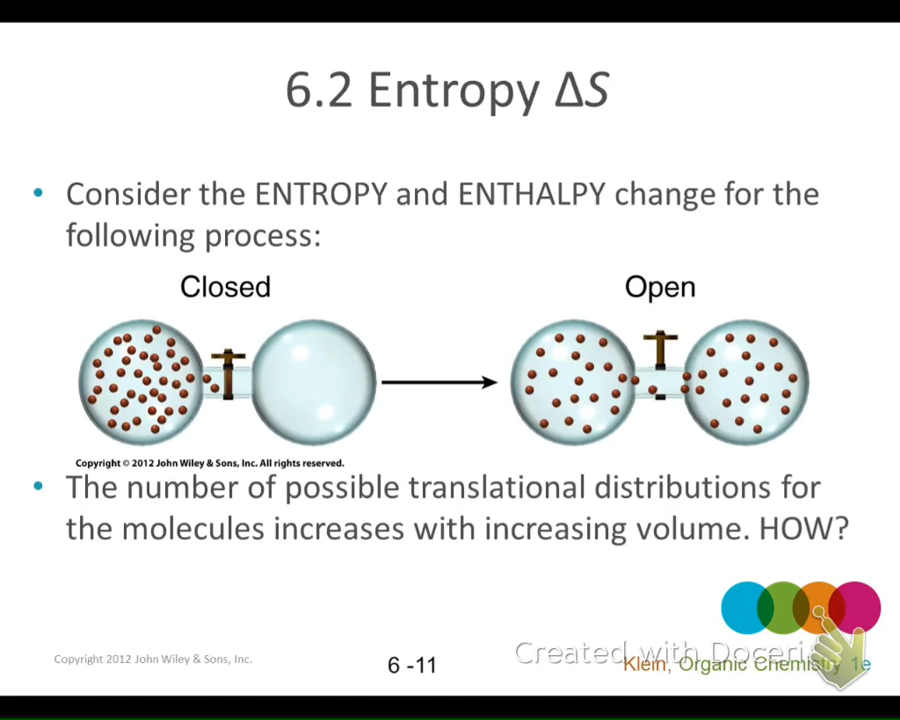 6.2 Entropy ΔS
• Consider the ENTROPY and ENTHALPY change for the
following process:
Closed
Open
Copyright © 2012 John Wiley & Sons, Inc. All rights reserved.
• The number of possible translational distributions for
the molecules increases with increasing volume. HOW?
Copyright 2012 John Wiley & Sons, Inc.
6 -11
Created with Doceri
Klein, Organic Chemistry 1e